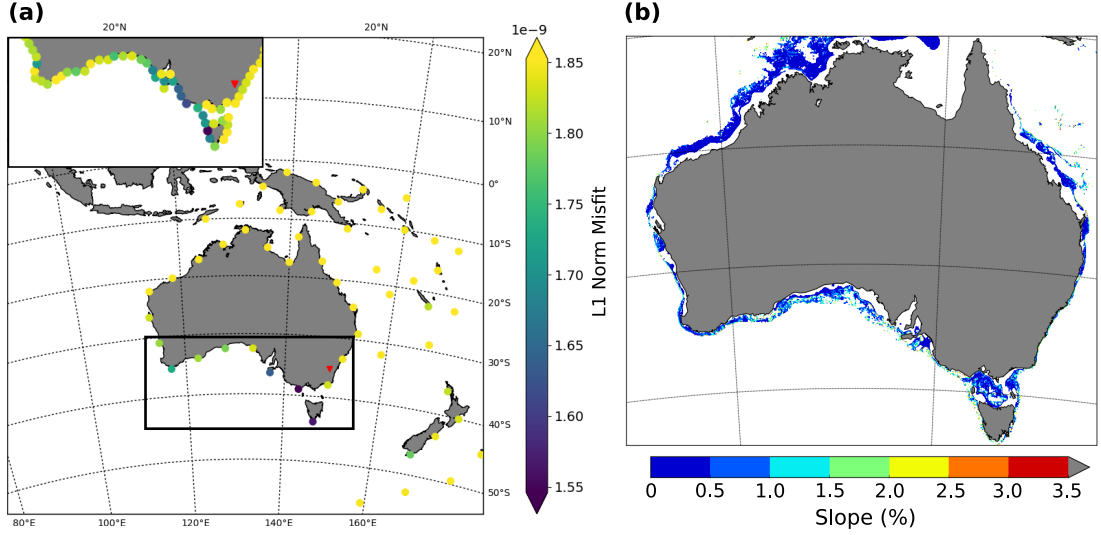 (a)
20°N
20°N
1e−9
20°N
10°N
0°
10°S
20°S
30°S
40°S
50°S
80°E
100°E
120°E
140°E
160°E
1.85
1.80
1.75
1.70
1.65
1.60
1.55
L1 Norm Misfit
(b)
0
0.5
1.0
1.5
2.0
2.5
3.0
3.5
Slope (%)